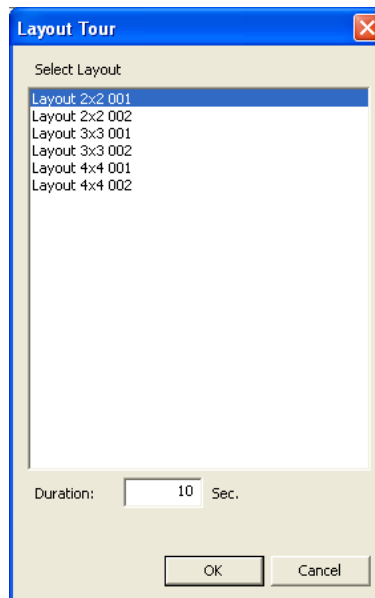 Layout Tour
Select Layout
Layout 2x2 001
Layout 2x2 002
Layout 3x3 001
Layout 3x3 002
Layout 4x4 001
Layout 4x4 002
Duration: 10 Sec.
OK Cancel